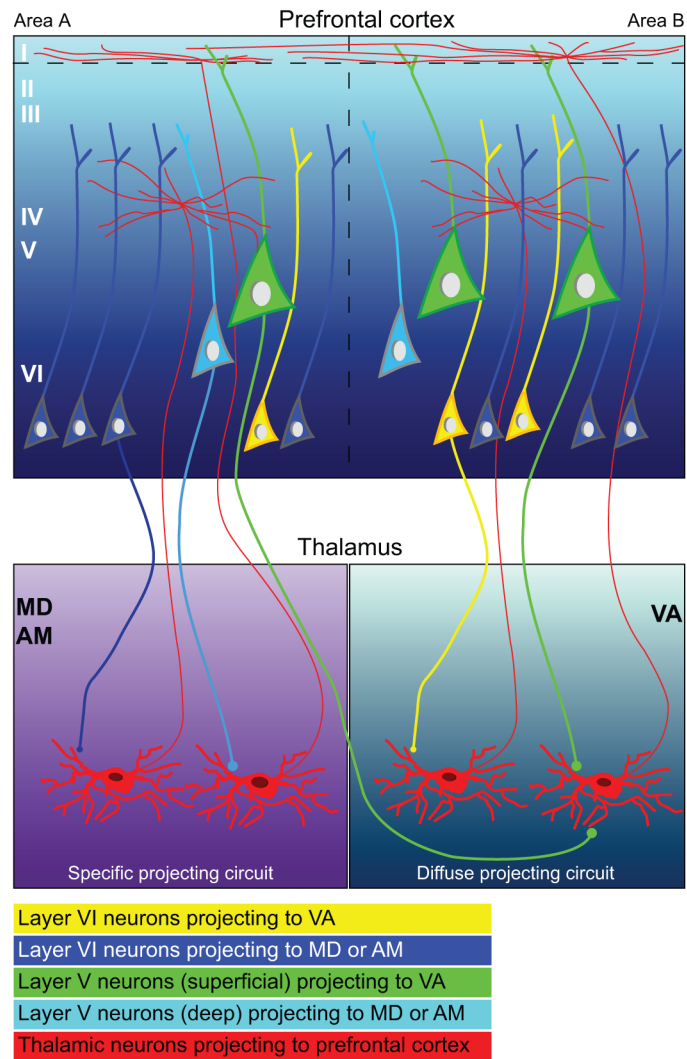 Prefrontal cortex
Area A
Area B
I
II
III
IV
V
VI
Thalamus
MD
AM
VA
Specific projecting circuit
Diffuse projecting circuit
Layer VI neurons projecting to VA
Layer VI neurons projecting to MD or AM
Layer V neurons (superficial) projecting to VA
Layer V neurons (deep) projecting to MD or AM
Thalamic neurons projecting to prefrontal cortex